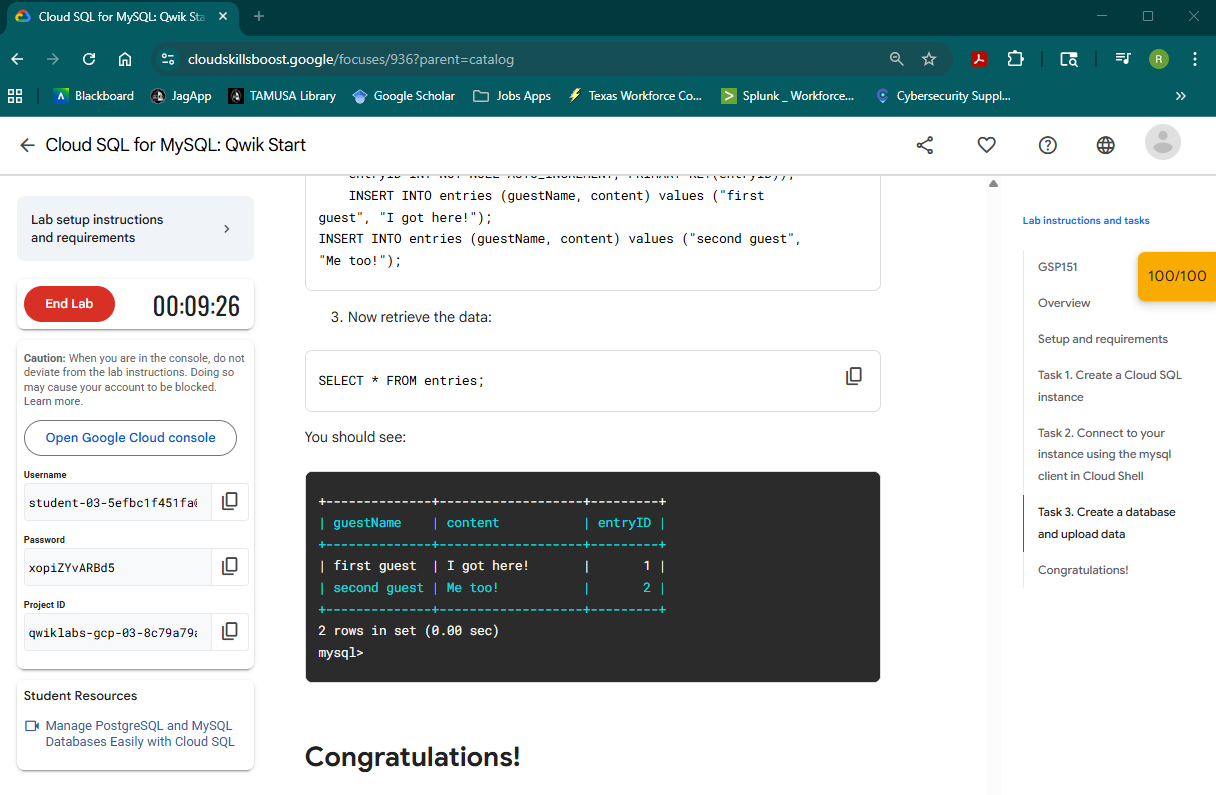 Cloud SQL for MySQL: Qwik Sta
cloudskillsboost.google/focuses/936?parent=catalog
R
Blackboard
JagApp
TAMUSA Library
Google Scholar
Jobs Apps
Texas Workforce Co...
Splunk _ Workforce...
Cybersecurity Suppl...
Cloud SQL for MySQL: Qwik Start
Lab setup instructions
and requirements
End Lab
00:09:26
Caution: When you are in the console, do not
deviate from the lab instructions. Doing so
may cause your account to be blocked.
Learn more.
Open Google Cloud console
Username
student-03-5efbc1f451fa
Password
xopiZYvARBd5
Project ID
qwiklabs-gcp-03-8c79a79
Student Resources
Manage PostgreSQL and MySQL
Databases Easily with Cloud SQL
entryID INT NOT NULL AUTO_INCREMENT, PRIMARY KEY(entryID));
INSERT INTO entries (guestName, content) values ("first
guest", "I got here!");
INSERT INTO entries (guestName, content) values ("second guest",
"Me too!");
3. Now retrieve the data:
SELECT * FROM entries;
You should see:
+--------------+-------------------+---------+
| guestName    | content           | entryID |
+--------------+-------------------+---------+
| first guest  | I got here!       |       1 |
| second guest | Me too!           |       2 |
+--------------+-------------------+---------+
2 rows in set (0.00 sec)
mysql>
Congratulations!
Lab instructions and tasks
GSP151
100/100
Overview
Setup and requirements
Task 1. Create a Cloud SQL
instance
Task 2. Connect to your
instance using the mysql
client in Cloud Shell
Task 3. Create a database
and upload data
Congratulations!